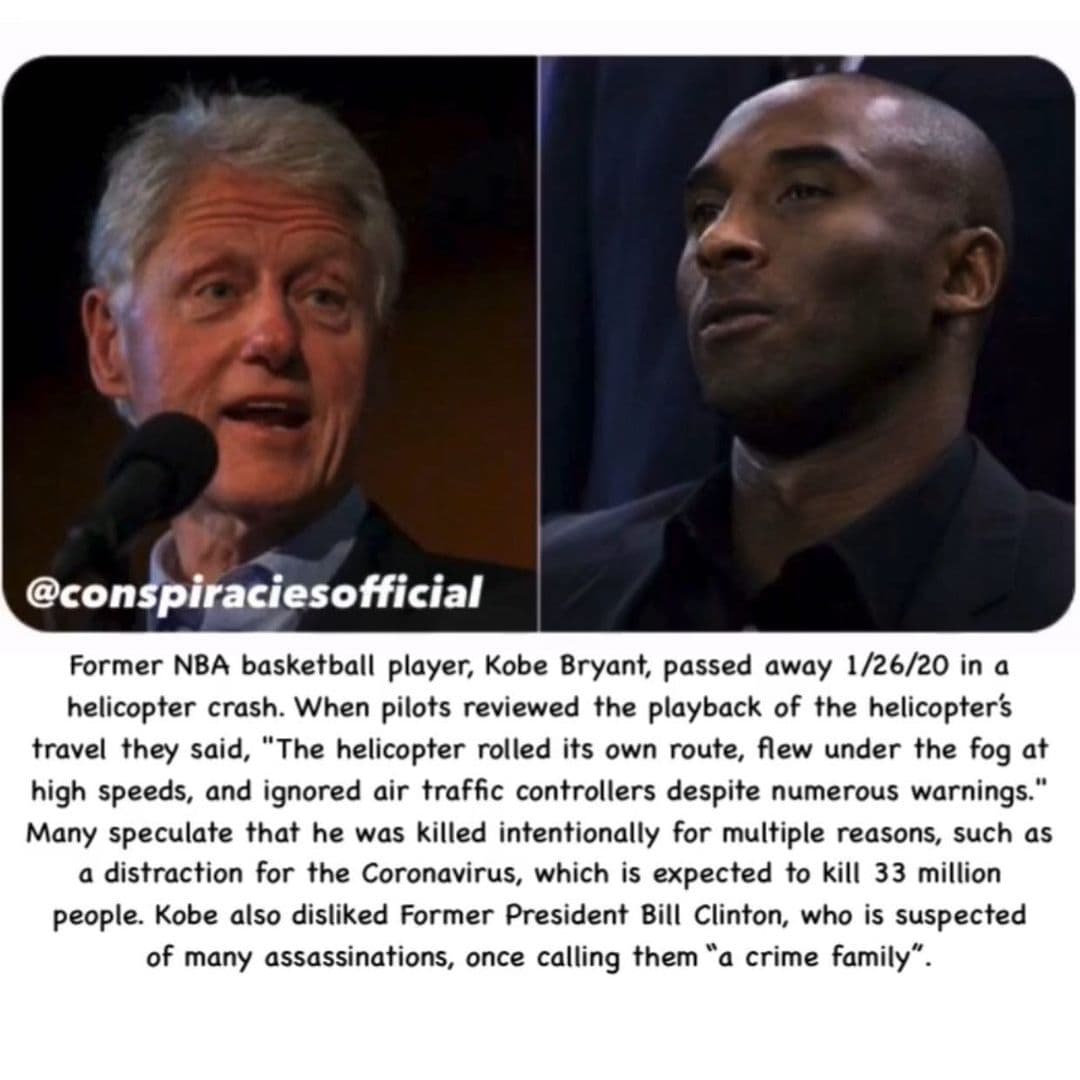 @conspiraciesofficial
Former NBA basketball player, Kobe Bryant, passed away 1/26/20 in a
helicopter crash. When pilots reviewed the playback of the helicopter's
travel they said, "The helicopter rolled its own route, flew under the fog at
high speeds, and ignored air traffic controllers despite numerous warnings."
Many speculate that he was killed intentionally for multiple reasons, such as
a distraction for the Coronavirus, which is expected to kill 33 million
people. Kobe also disliked Former President Bill Clinton, who is suspected
of many assassinations, once calling them "a crime family".